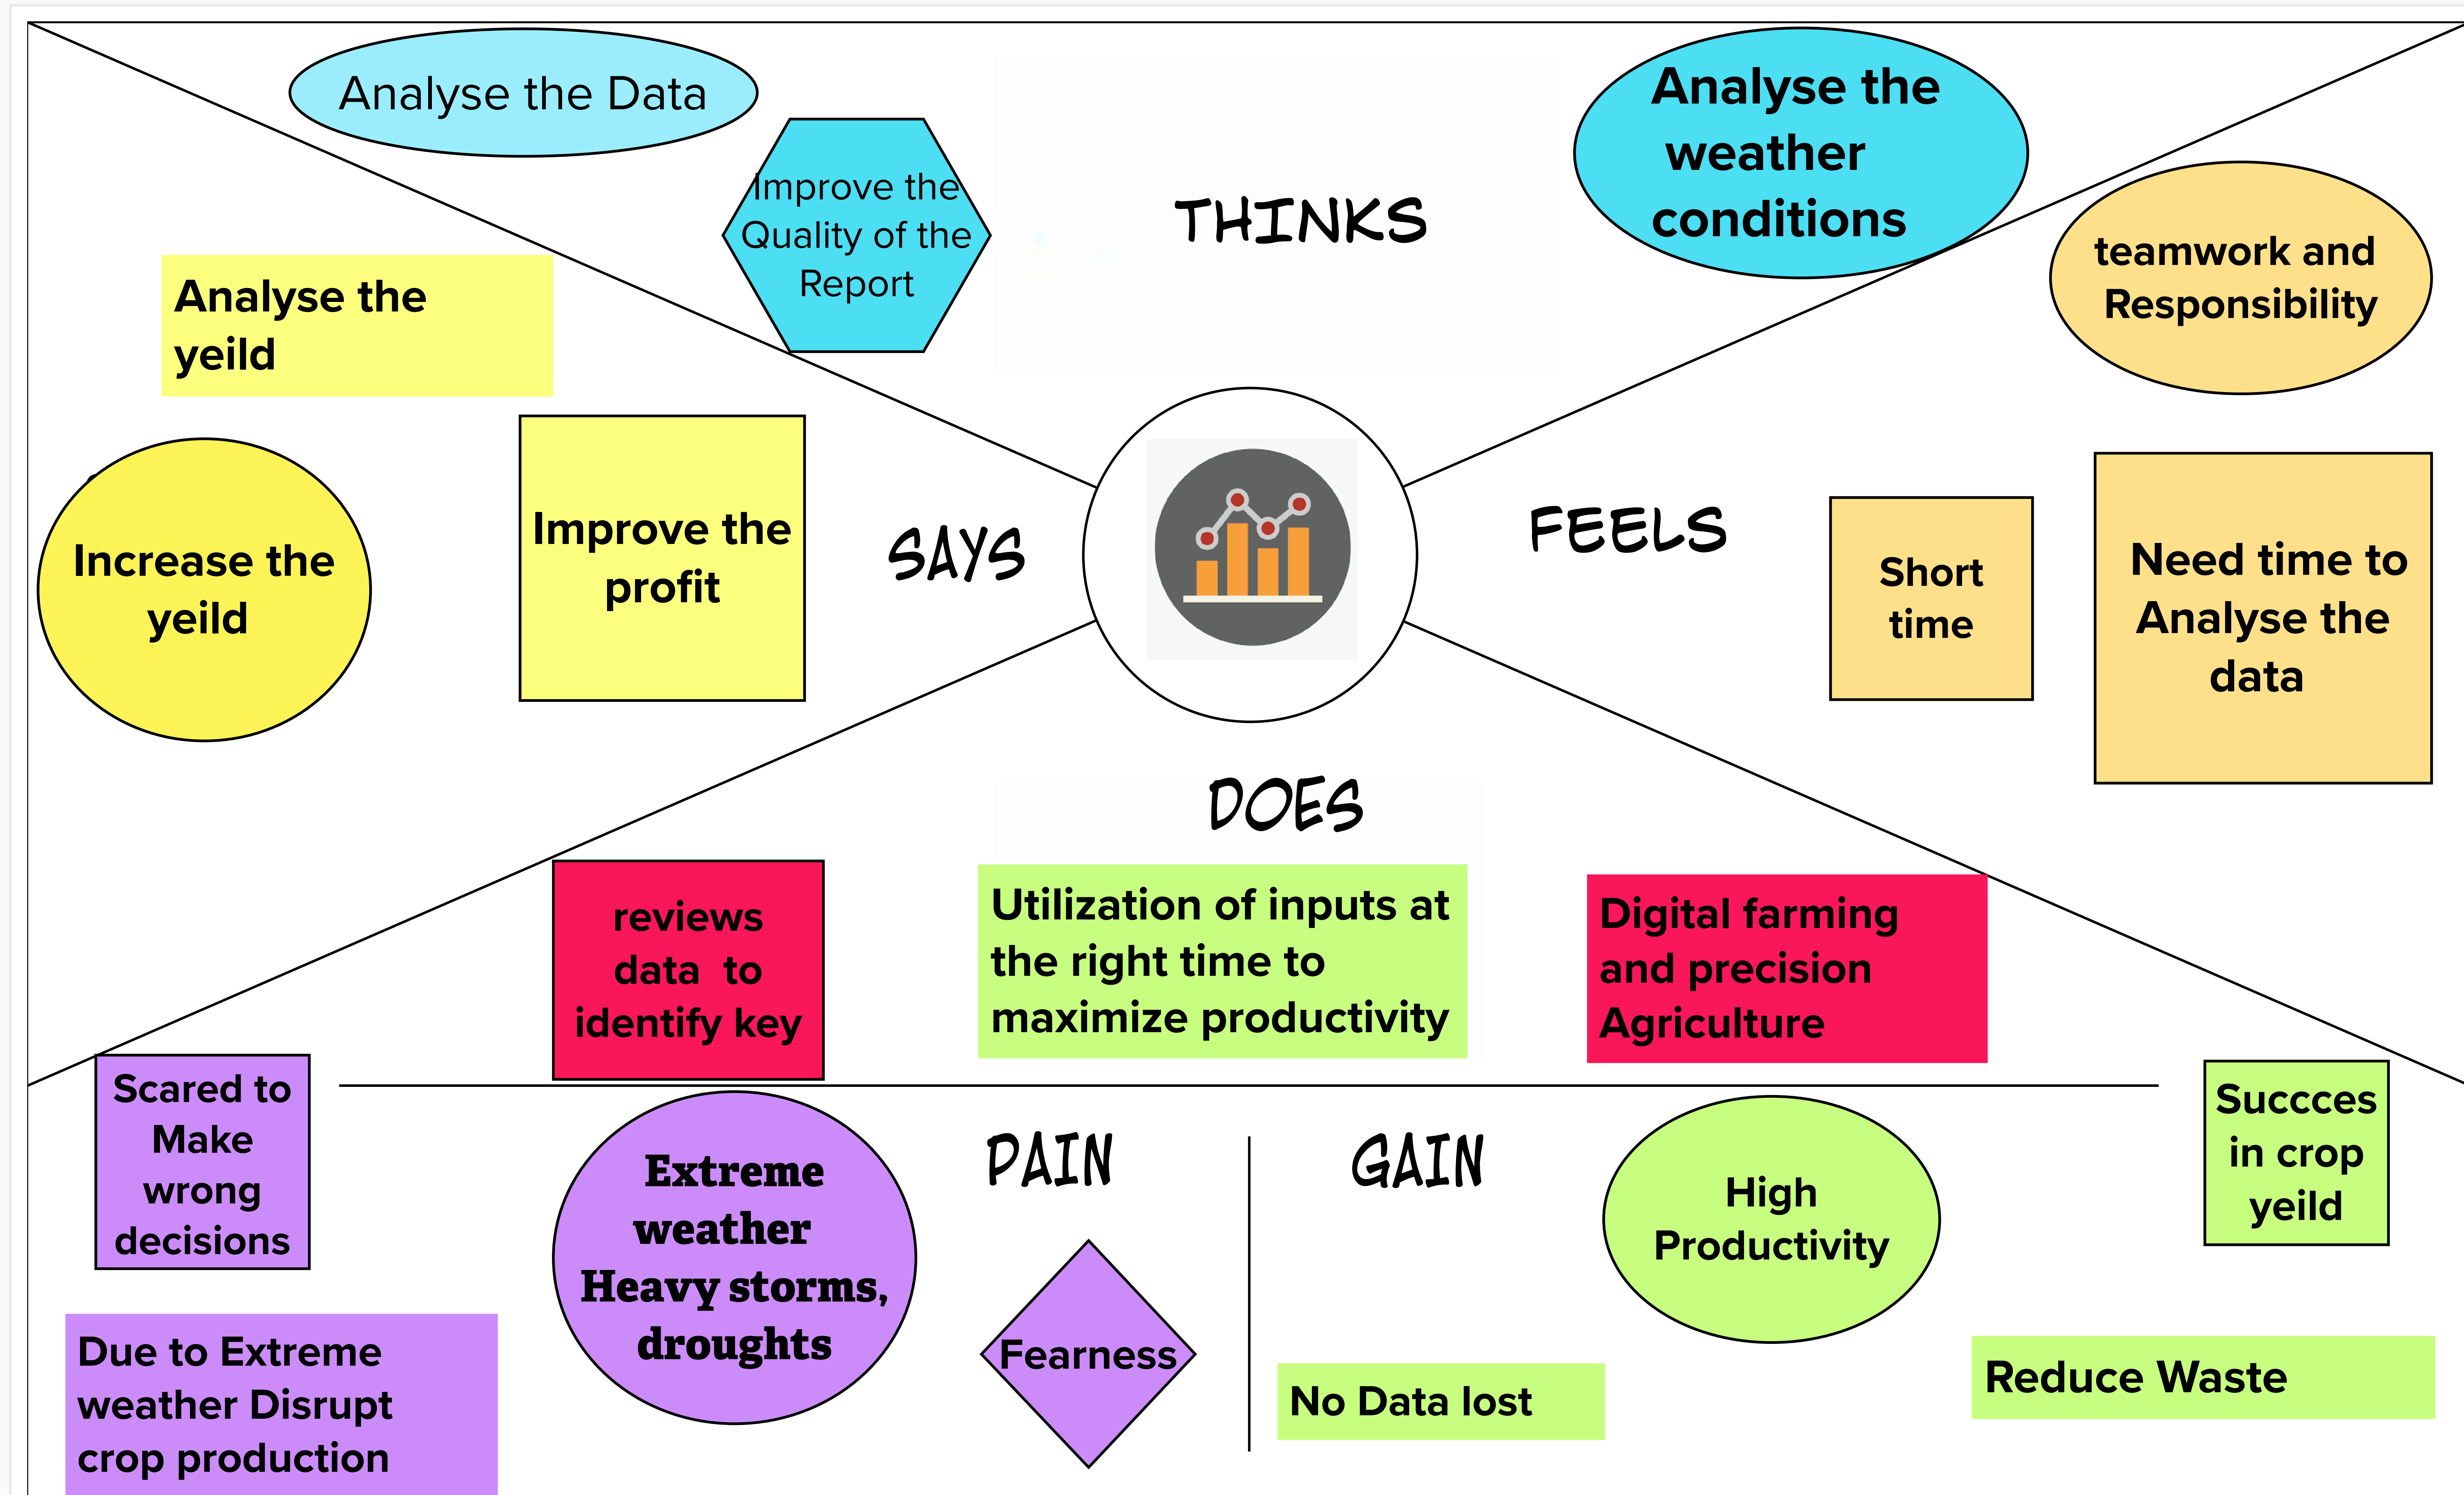 Analyse the Data
Improve the
Quality of the
Report
THINKS
Analyse the
weather
conditions
teamwork and
Responsibility
Analyse the
yeild
Increase the
yeild
Improve the
profit
SAYS
FEELS
Short
time
Need time to
Analyse the
data
DOES
reviews
data to
identify key
Utilization of inputs at
the right time to
maximize productivity
Digital farming
and precision
Agriculture
Scared to
Make
wrong
decisions
Extreme
weather
Heavy storms,
droughts
PAIN
Fearness
Due to Extreme
weather Disrupt
crop production
GAIN
High
Productivity
Succces
in crop
yeild
No Data lost
Reduce Waste